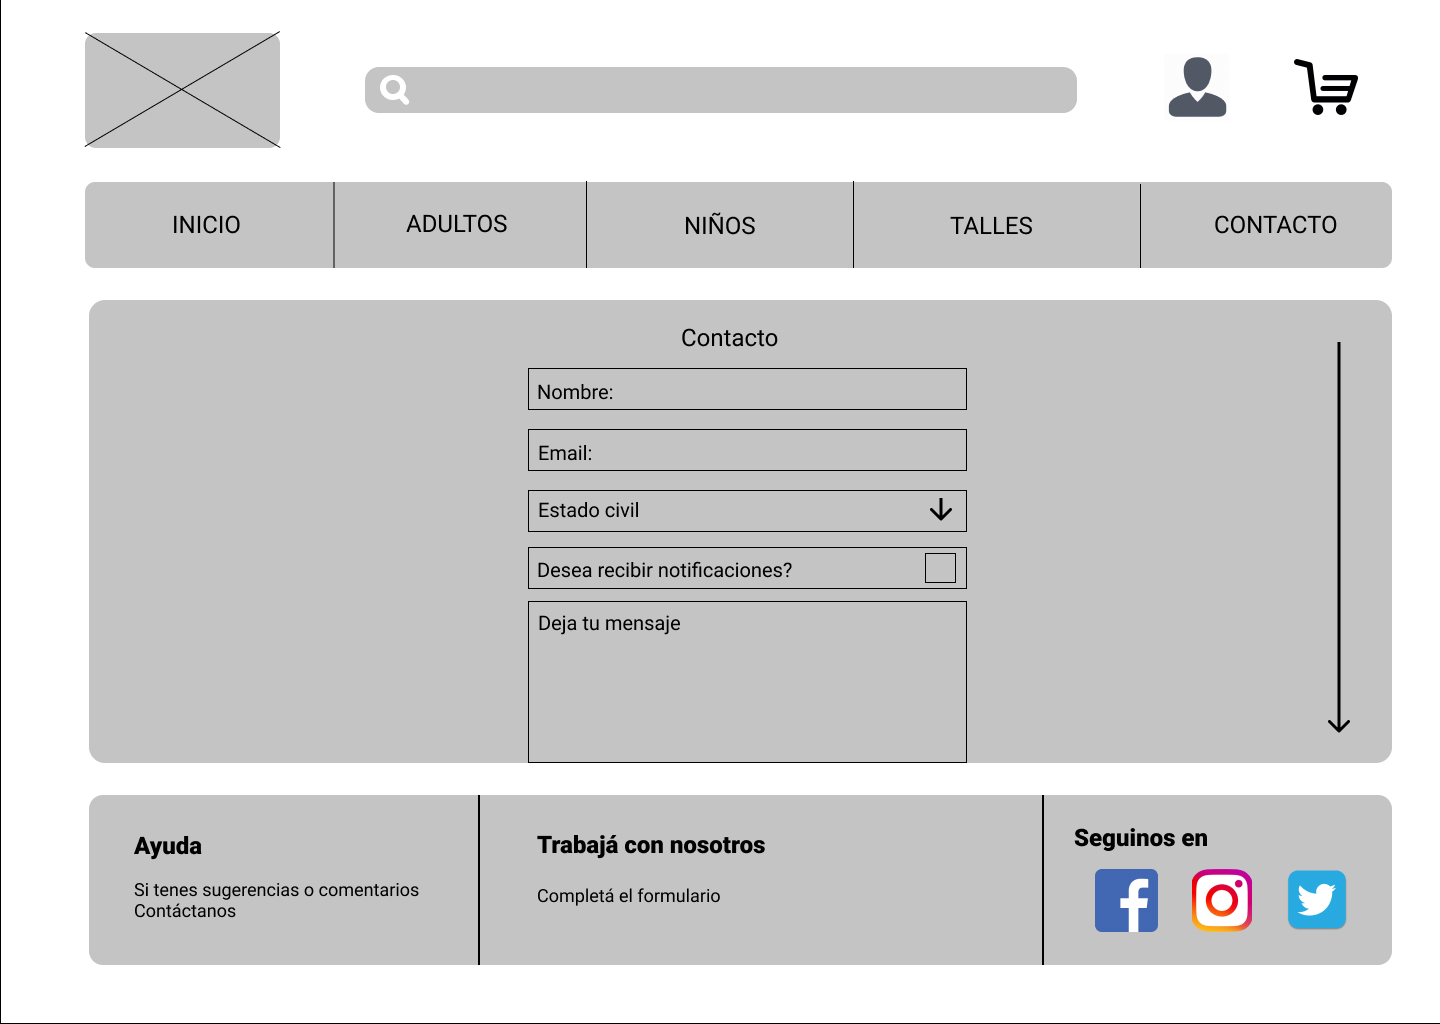 INICIO
ADULTOS
NIÑOS
TALLES
CONTACTO
Contacto
Nombre:
Email:
Estado civil
Desea recibir notificaciones?
Deja tu mensaje
Ayuda
Si tenes sugerencias o comentarios
Contáctanos
Trabajá con nosotros
Completá el formulario
Seguinos en